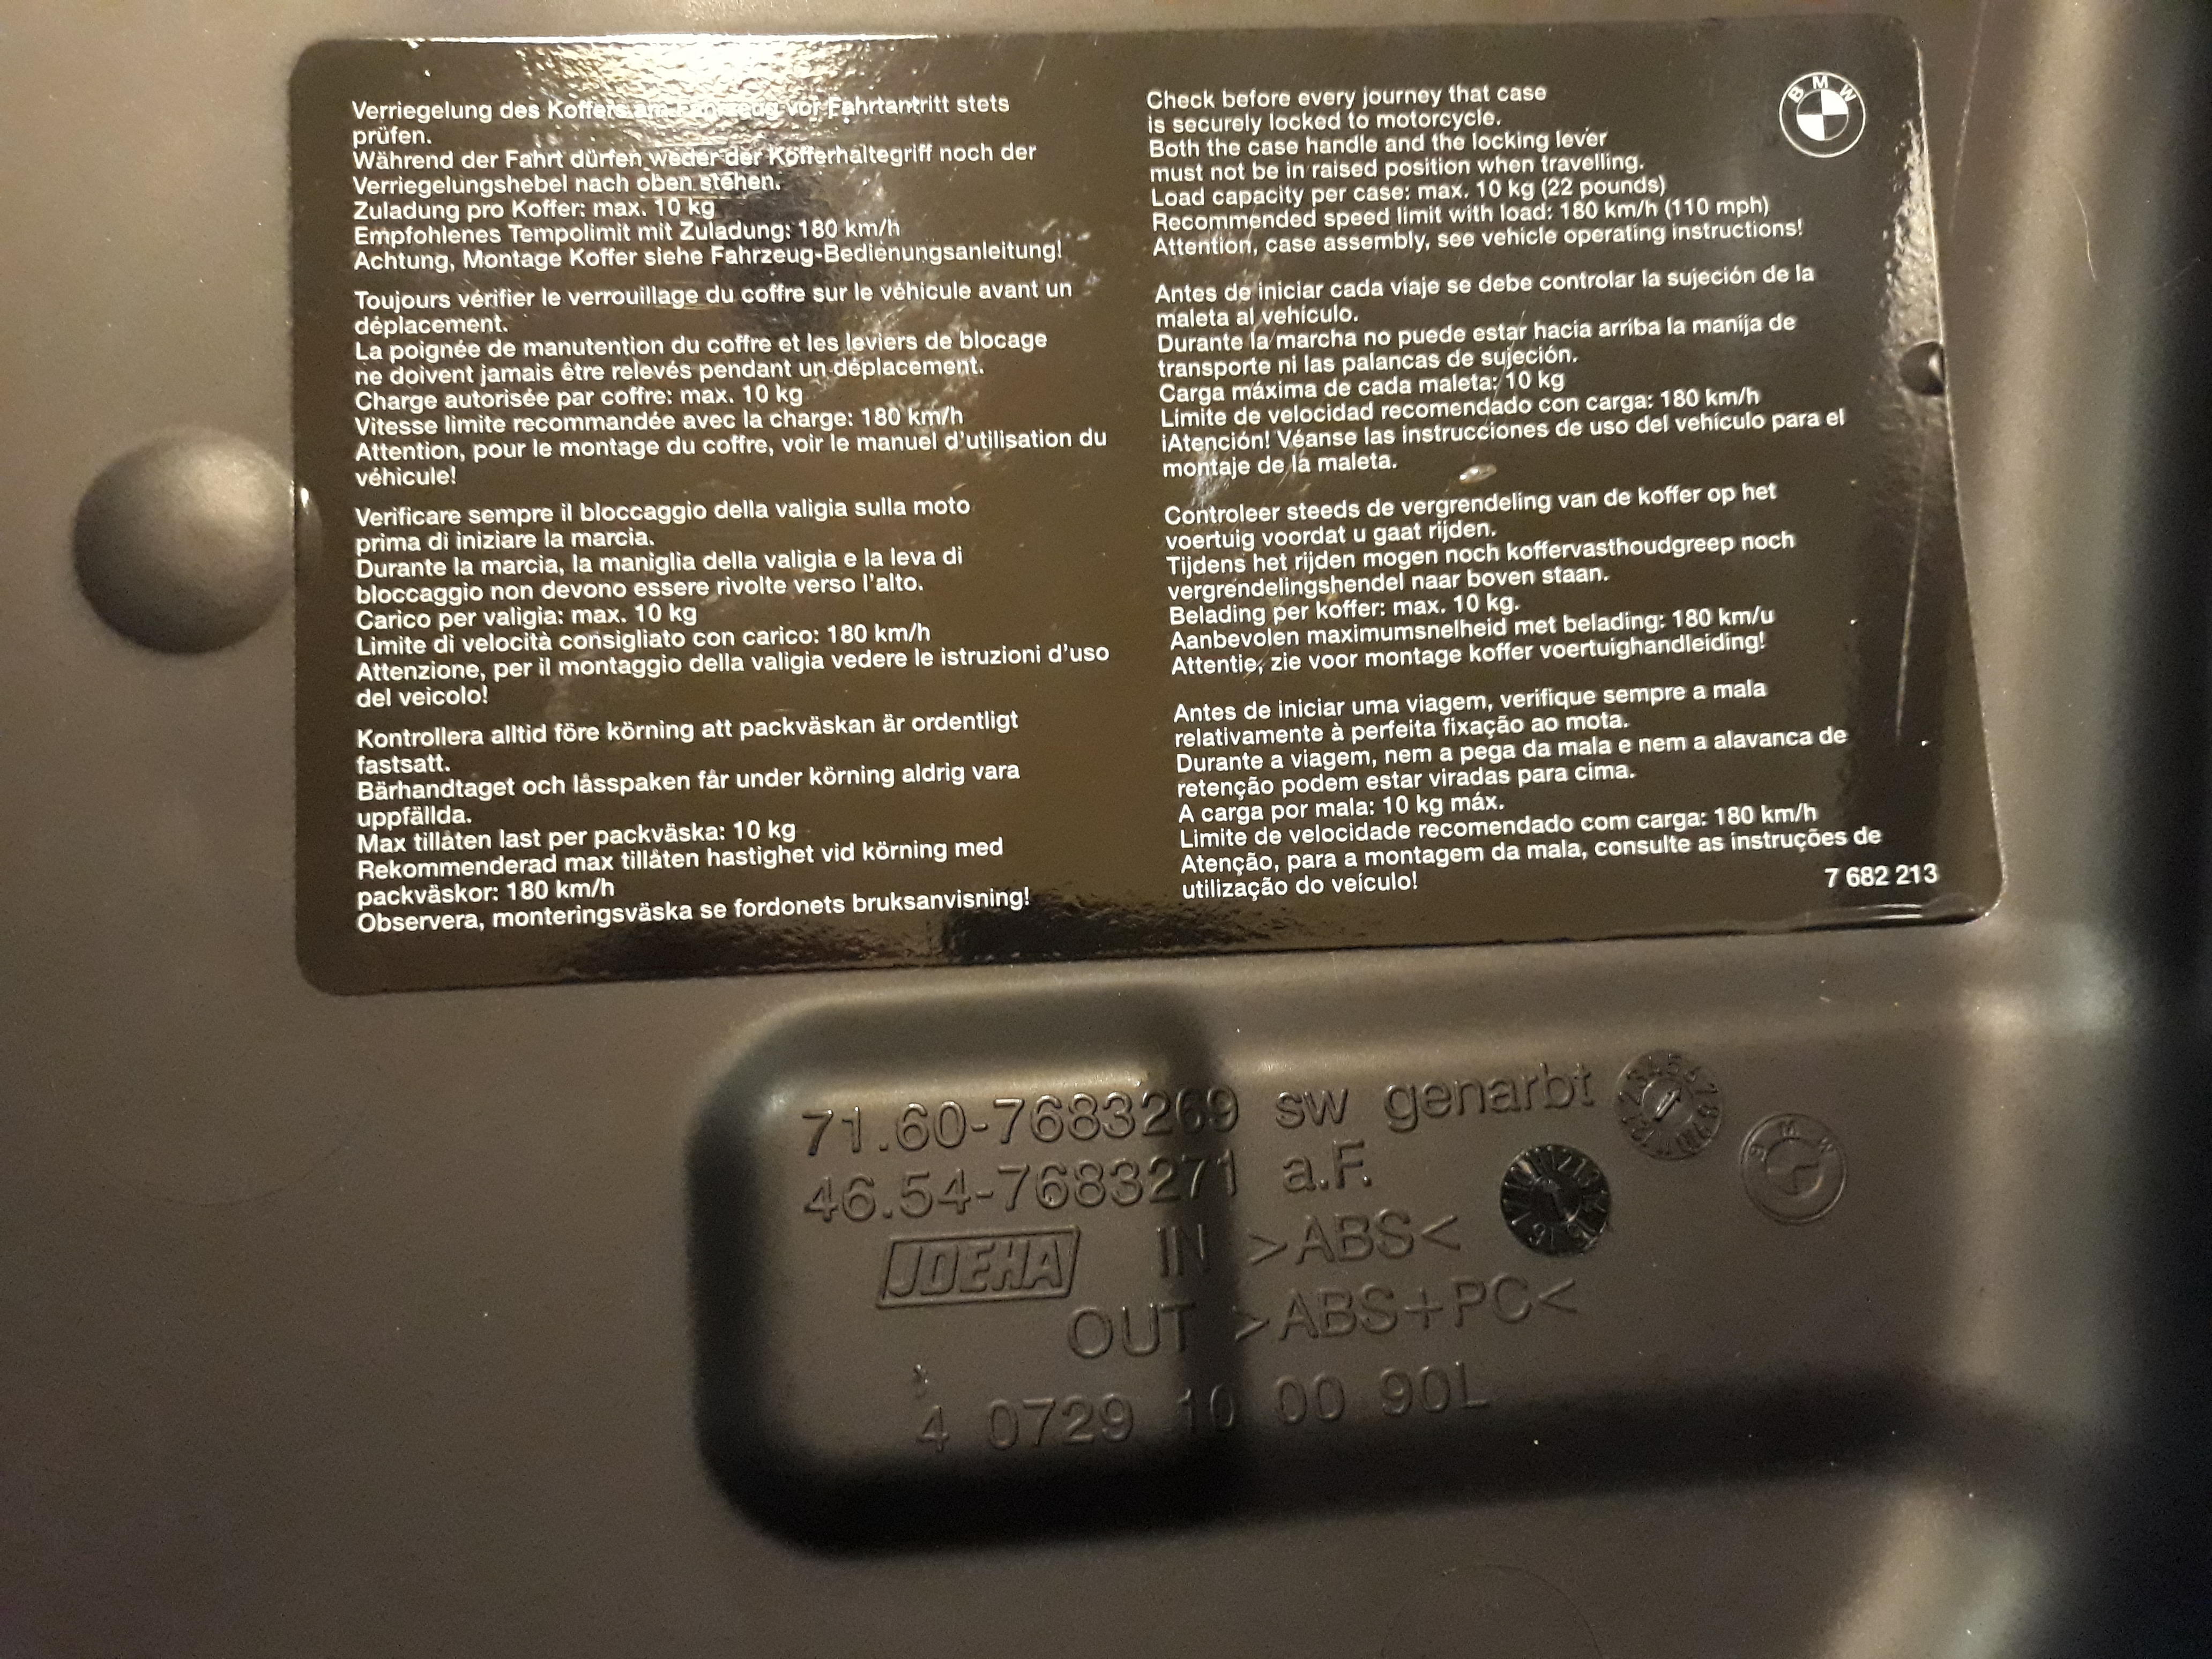 Verriegelung des Koffers am Fahrzeug vor Fahrtantritt stets
prüfen.
Während der Fahrt dürfen weder der Kofferhaltegriff noch der
Verriegelungshebel nach oben stehen.
Zuladung pro Koffer: max. 10 kg
Empfohlenes Tempolimit mit Zuladung: 180 km/h
Achtung, Montage Koffer siehe Fahrzeug-Bedienungsanleitung!
Toujours vérifier le verrouillage du coffre sur le véhicule avant un
déplacement.
La poignée de manutention du coffre et les leviers de blocage
ne doivent jamais être relevés pendant un déplacement.
Charge autorisée par coffre: max. 10 kg
Vitesse limite recommandée avec la charge: 180 km/h
Attention, pour le montage du coffre, voir le manuel d'utilisation du
véhicule!
Verificare sempre il bloccaggio della valigia sulla moto
prima di iniziare la marcia.
Durante la marcia, la maniglia della valigia e la leva di
bloccaggio non devono essere rivolte verso l'alto.
Carico per valigia: max. 10 kg
Limite di velocità consigliato con carico: 180 km/h
Attenzione, per il montaggio della valigia vedere le istruzioni d'uso
del veicolo!
Kontrollera alltid före körning att packväskan är ordentligt
fastsatt.
Bärhandtaget och låsspaken får under körning aldrig vara
uppfällda.
Max tillåten last per packväska: 10 kg
Rekommenderad max tillåten hastighet vid körning med
packväskor: 180 km/h
Observera, monteringsväska se fordonets bruksanvisning!
Check before every journey that case
is securely locked to motorcycle.
Both the case handle and the locking lever
must not be in raised position when travelling.
Load capacity per case: max. 10 kg (22 pounds)
Recommended speed limit with load: 180 km/h (110 mph)
Attention, case assembly, see vehicle operating instructions!
Antes de iniciar cada viaje se debe controlar la sujeción de la
maleta al vehículo.
Durante la marcha no puede estar hacia arriba la manija de
transporte ni las palancas de sujeción.
Carga máxima de cada maleta: 10 kg
Limite de velocidad recomendado con carga: 180 km/h
¡Atención! Véanse las instrucciones de uso del vehículo para el
montaje de la maleta.
Controleer steeds de vergrendeling van de koffer op het
voertuig voordat u gaat rijden.
Tijdens het rijden mogen noch koffervasthoudgreep noch
vergrendelingshendel naar boven staan.
Belading per koffer: max. 10 kg.
Aanbevolen maximumsnelheid met belading: 180 km/u
Attentie, zie voor montage koffer voertuighandleiding!
Antes de iniciar uma viagem, verifique sempre a mala
relativamente à perfeita fixação ao mota.
Durante a viagem, nem a pega da mala e nem a alavanca de
retenção podem estar viradas para cima.
A carga por mala: 10 kg máx.
Limite de velocidade recomendado com carga: 180 km/h
Atenção, para a montagem da mala, consulte as instruções de
utilização do veículo!
7 682 213
BMW
71.60-7683269 sw genarbt
46.54-7683271 a.F.
JOEHA IN >ABS<
OUT >ABS+PC<
4 0729 10 00 90L
BMW